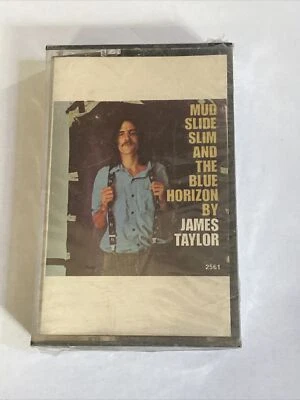 MUD
SLIDE
SLIM
AND
THE
BLUE
HORIZON
BY
JAMES
TAYLOR
2561